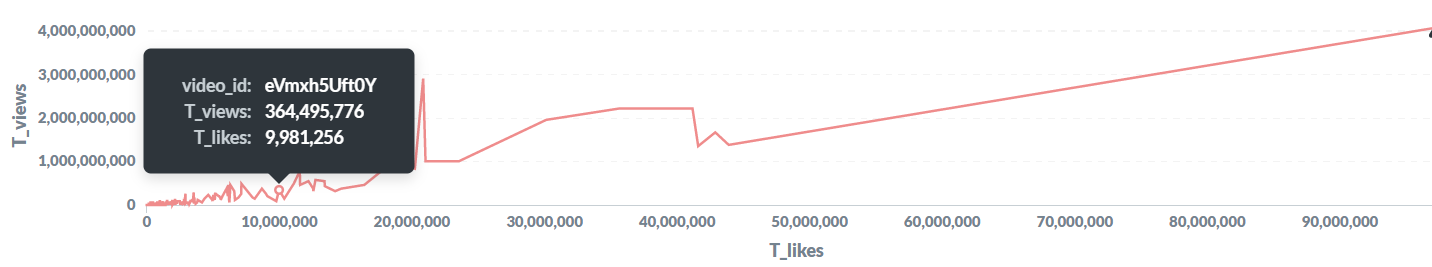 4,000,000,000
3,000,000,000
2,000,000,000
1,000,000,000
0
T_views
video_id: eVmxh5Uft0Y
T_views: 364,495,776
T_likes: 9,981,256
0 10,000,000 20,000,000 30,000,000 40,000,000 50,000,000 60,000,000 70,000,000 80,000,000 90,000,000
T_likes